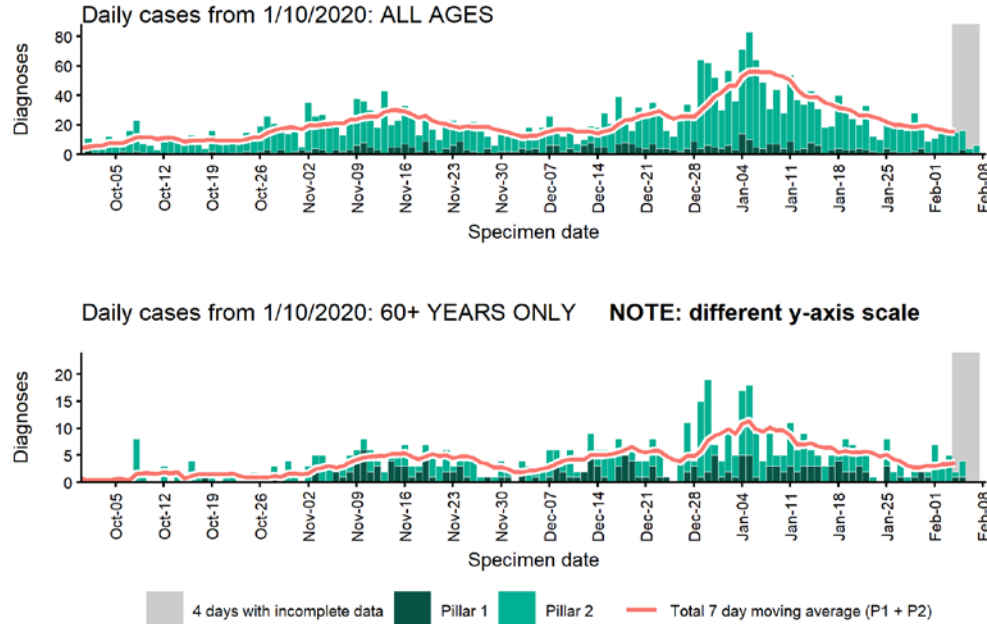 Daily cases from 1/10/2020: ALL AGES
80
60
40
20
0
Diagnoses
Oct-05
Oct-12
Oct-19
Oct-26
Nov-02
Nov-09
Nov-16
Nov-23
Nov-30
Dec-07
Dec-14
Dec-21
Dec-28
Jan-04
Jan-11
Jan-18
Jan-25
Feb-01
Feb-08
Specimen date
Daily cases from 1/10/2020: 60+ YEARS ONLY NOTE: different y-axis scale
20
15
10
5
0
Diagnoses
Oct-05
Oct-12
Oct-19
Oct-26
Nov-02
Nov-09
Nov-16
Nov-23
Nov-30
Dec-07
Dec-14
Dec-21
Dec-28
Jan-04
Jan-11
Jan-18
Jan-25
Feb-01
Feb-08
Specimen date
4 days with incomplete data Pillar 1 Pillar 2 Total 7 day moving average (P1 + P2)